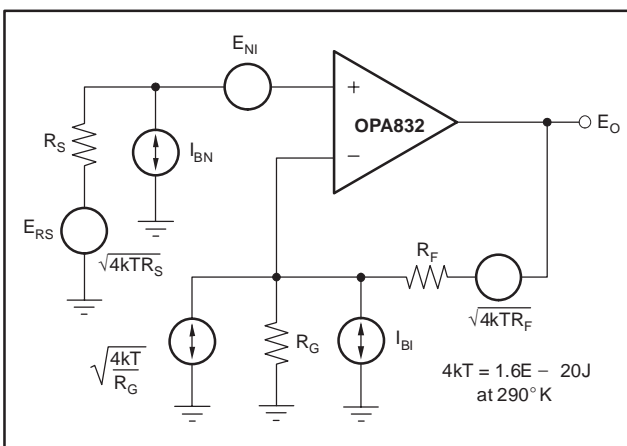 E_NI
+
OPA832
−
E_O
R_S
I_BN
E_RS
√4kTR_S
R_F
√4kTR_F
√4kT/R_G
R_G
I_BI
4kT = 1.6E − 20J
at 290°K